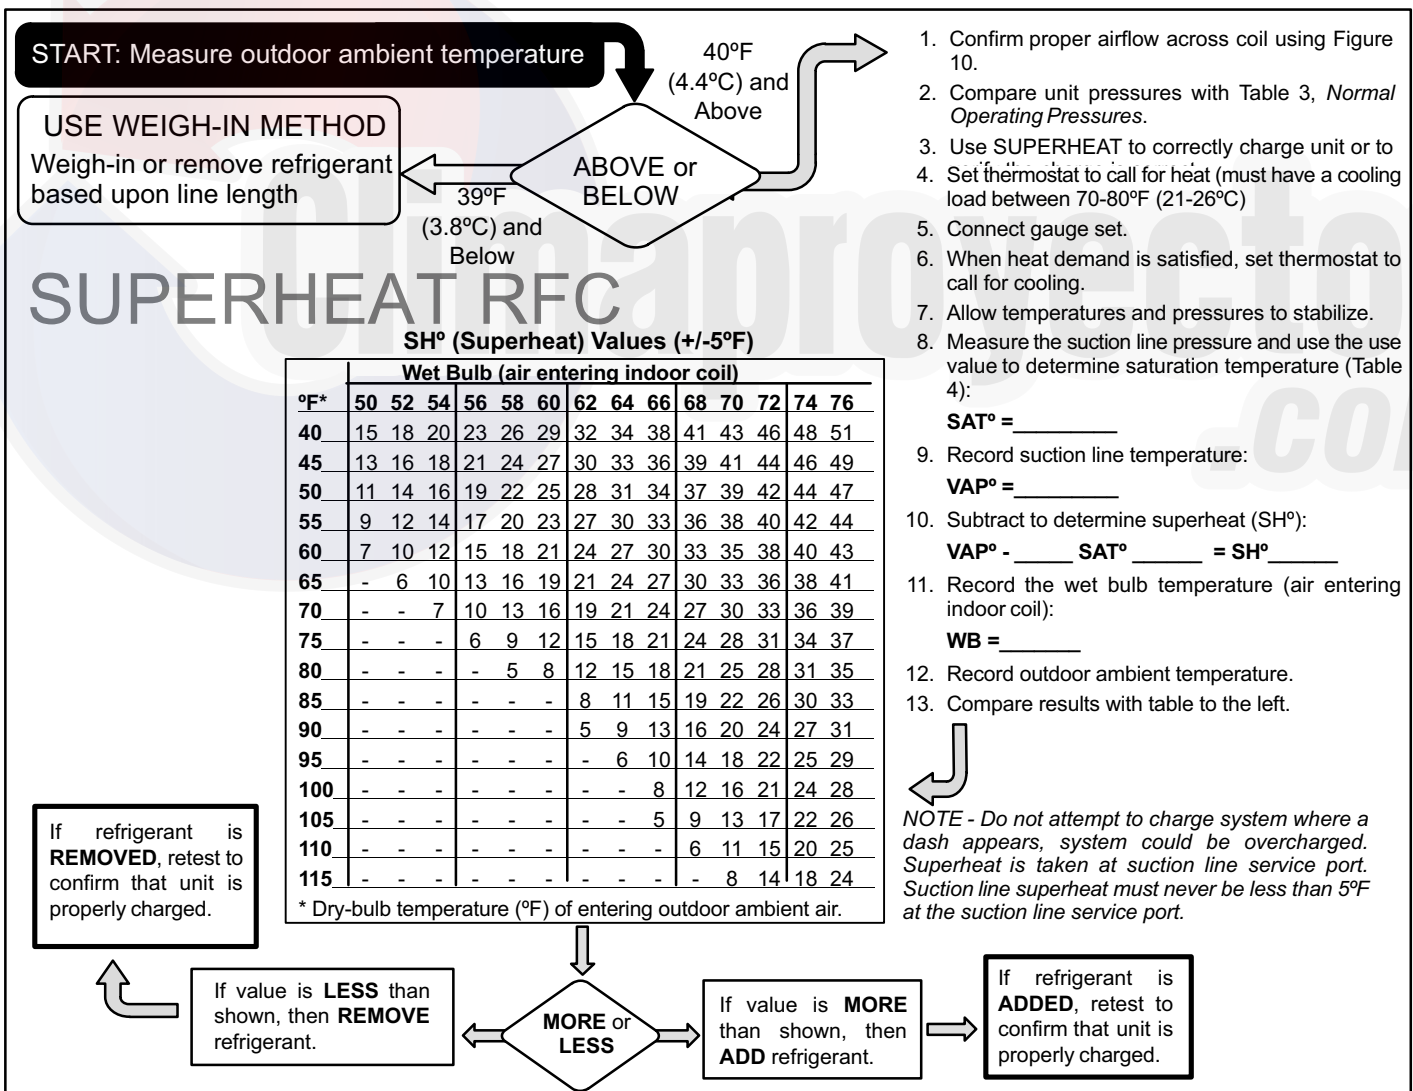 START: Measure outdoor ambient temperature
40ºF
(4.4ºC) and
Above
USE WEIGH-IN METHOD
Weigh-in or remove refrigerant
based upon line length
ABOVE or
BELOW
39ºF
(3.8ºC) and
Below
SUPERHEAT RFC
1. Confirm proper airflow across coil using Figure
10.
2. Compare unit pressures with Table 3, Normal
Operating Pressures.
3. Use SUPERHEAT to correctly charge unit or to
4. Set thermostat to call for heat (must have a cooling
load between 70-80ºF (21-26ºC)
5. Connect gauge set.
6. When heat demand is satisfied, set thermostat to
call for cooling.
7. Allow temperatures and pressures to stabilize.
8. Measure the suction line pressure and use the use
value to determine saturation temperature (Table
4):
SATº =_________
9. Record suction line temperature:
VAPº =_________
10. Subtract to determine superheat (SHº):
VAPº - _____ SATº ______ = SHº______
11. Record the wet bulb temperature (air entering
indoor coil):
WB =_______
12. Record outdoor ambient temperature.
13. Compare results with table to the left.
SHº (Superheat) Values (+/-5ºF)
Wet Bulb (air entering indoor coil)
ºF* 50 52 54 56 58 60 62 64 66 68 70 72 74 76
40 15 18 20 23 26 29 32 34 38 41 43 46 48 51
45 13 16 18 21 24 27 30 33 36 39 41 44 46 49
50 11 14 16 19 22 25 28 31 34 37 39 42 44 47
55 9 12 14 17 20 23 27 30 33 36 38 40 42 44
60 7 10 12 15 18 21 24 27 30 33 35 38 40 43
65 - 6 10 13 16 19 21 24 27 30 33 36 38 41
70 - - 7 10 13 16 19 21 24 27 30 33 36 39
75 - - - 6 9 12 15 18 21 24 28 31 34 37
80 - - - - 5 8 12 15 18 21 25 28 31 35
85 - - - - - - 8 11 15 19 22 26 30 33
90 - - - - - - 5 9 13 16 20 24 27 31
95 - - - - - - - 6 10 14 18 22 25 29
100 - - - - - - - - 8 12 16 21 24 28
105 - - - - - - - - 5 9 13 17 22 26
110 - - - - - - - - - 6 11 15 20 25
115 - - - - - - - - - - 8 14 18 24
* Dry-bulb temperature (ºF) of entering outdoor ambient air.
NOTE - Do not attempt to charge system where a
dash appears, system could be overcharged.
Superheat is taken at suction line service port.
Suction line superheat must never be less than 5ºF
at the suction line service port.
If refrigerant is
REMOVED, retest to
confirm that unit is
properly charged.
If value is LESS than
shown, then REMOVE
refrigerant.
MORE or
LESS
If value is MORE
than shown, then
ADD refrigerant.
If refrigerant is
ADDED, retest to
confirm that unit is
properly charged.
Climaproyecto
.co